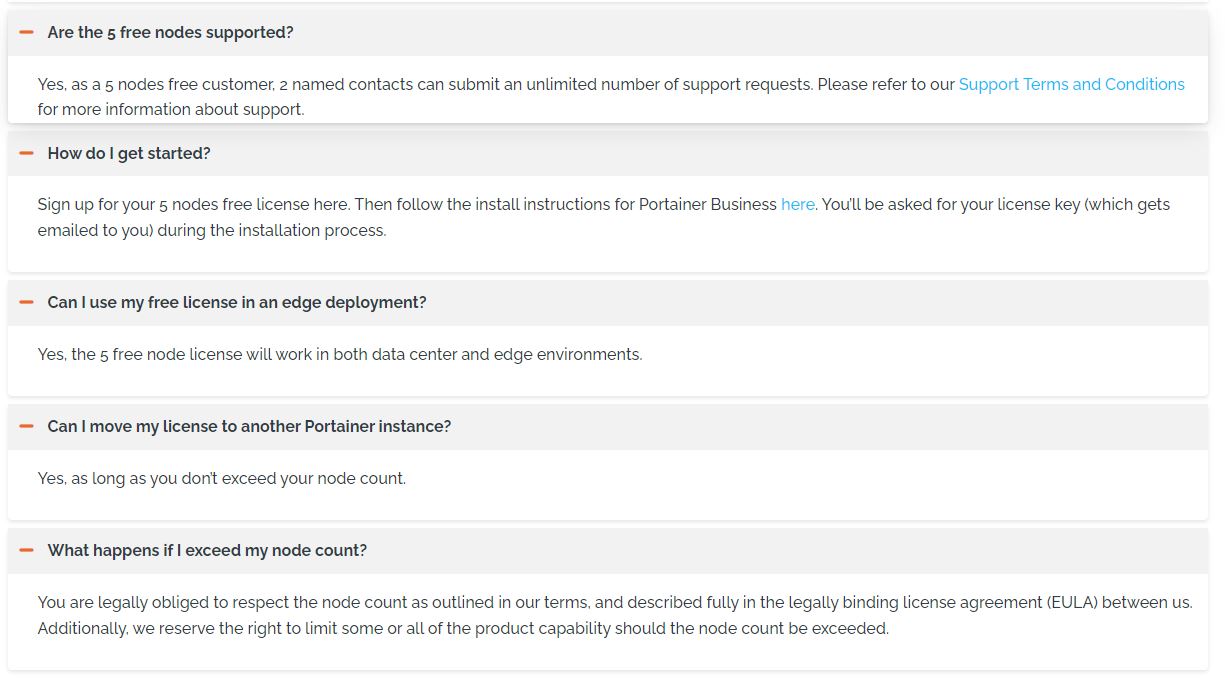 Are the 5 free nodes supported?
Yes, as a 5 nodes free customer, 2 named contacts can submit an unlimited number of support requests. Please refer to our Support Terms and Conditions
for more information about support.
How do I get started?
Sign up for your 5 nodes free license here. Then follow the install instructions for Portainer Business here. You'll be asked for your license key (which gets
emailed to you) during the installation process.
Can I use my free license in an edge deployment?
Yes, the 5 free node license will work in both data center and edge environments.
Can I move my license to another Portainer instance?
Yes, as long as you don't exceed your node count.
What happens if I exceed my node count?
You are legally obliged to respect the node count as outlined in our terms, and described fully in the legally binding license agreement (EULA) between us.
Additionally, we reserve the right to limit some or all of the product capability should the node count be exceeded.